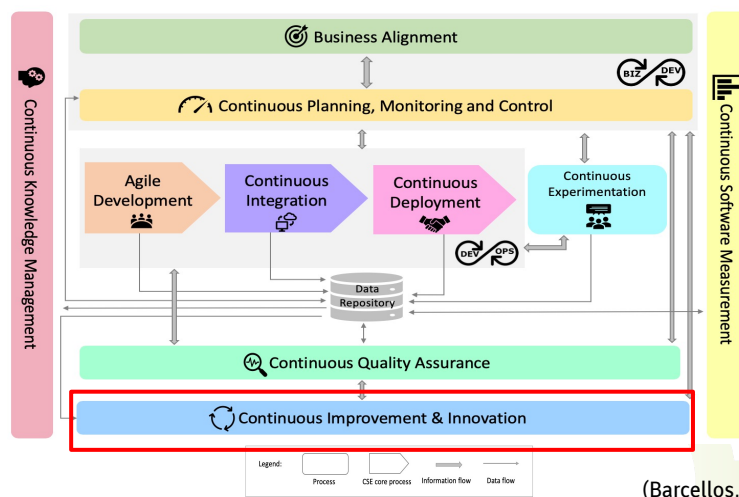 Business Alignment
BIZ DEV
Continuous Planning, Monitoring and Control
Continuous Knowledge Management
Continuous Software Measurement
Agile
Development
Continuous
Integration
Continuous
Deployment
Continuous
Experimentation
DEV OPS
Data
Repository
Continuous Quality Assurance
Continuous Improvement & Innovation
Legend:
Process
CSE core process
Information flow
Data flow
(Barcellos,